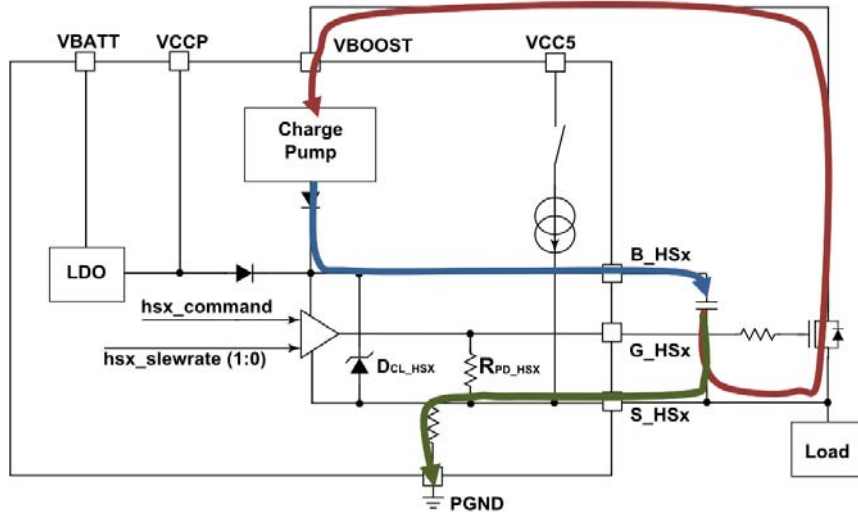 VBATT VCCP VBOOST VCC5
Charge
Pump
LDO
B_HSx
hsx_command
hsx_slewrate (1:0)
DCL_HSX
RPD_HSX
G_HSx
S_HSx
Load
PGND